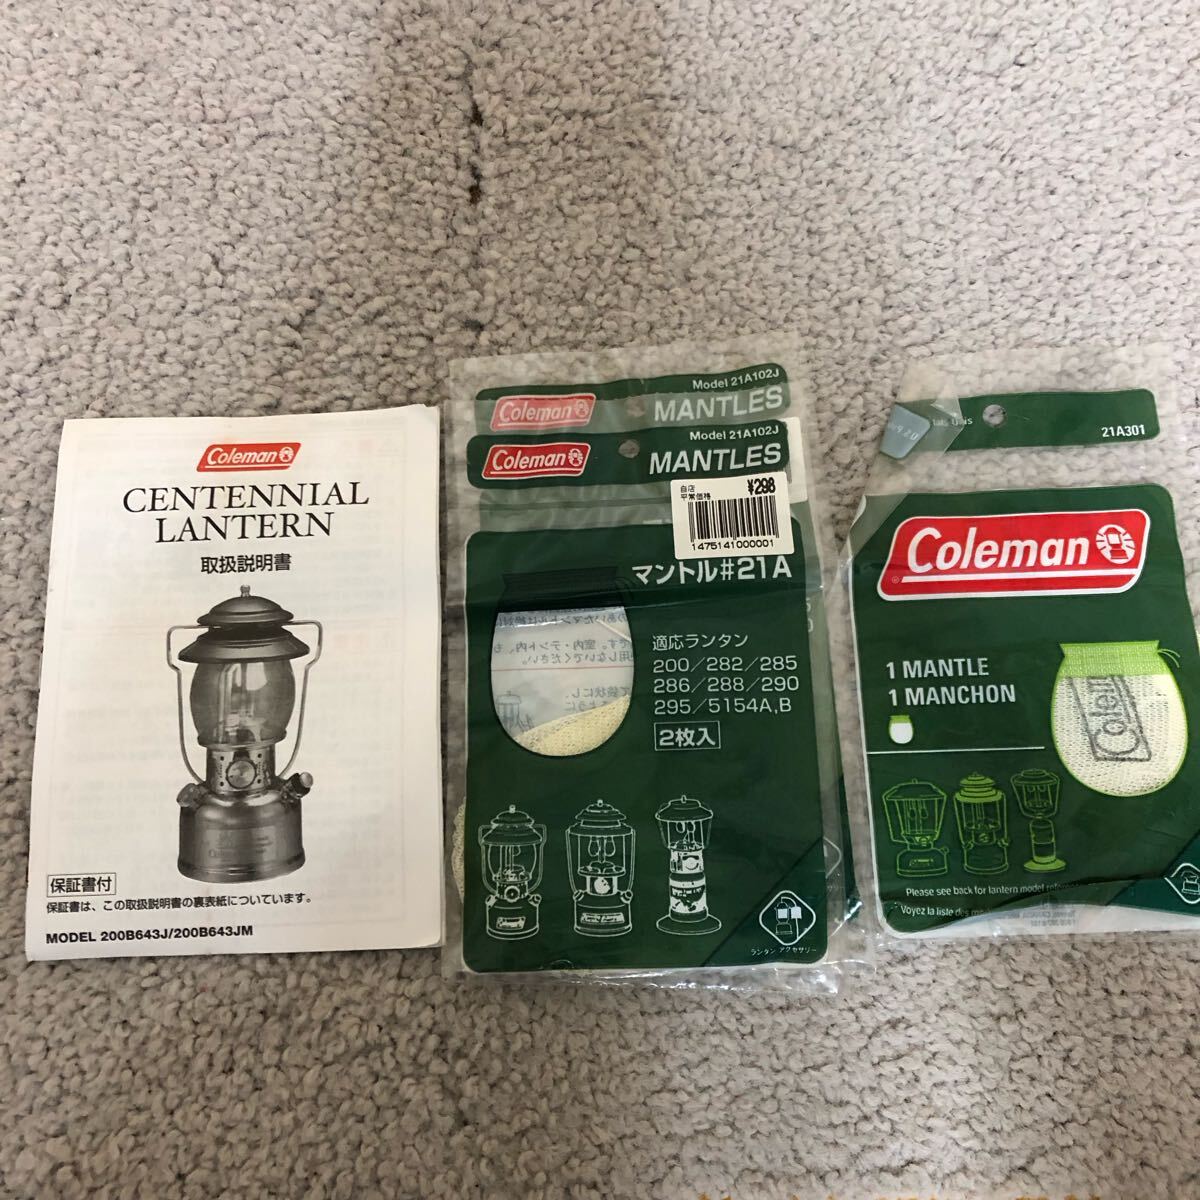 Coleman
CENTENNIAL
LANTERN
取扱説明書
保証書付
保証書は、この取扱説明書の裏表紙についています。
MODEL 200B643J/200B643JM
Model 21A102J
Coleman
MANTLES
Model 21A102J
Coleman
MANTLES
自店
平常価格
¥298
1475141000001
マントル#21A
適応ランタン
200/282/285
286/288/290
295/5154A,B
2枚入
ランタン アクセサリー
21A301
Coleman
1 MANTLE
1 MANCHON
Coleman
Please see back for lantern model
Voyez la liste des